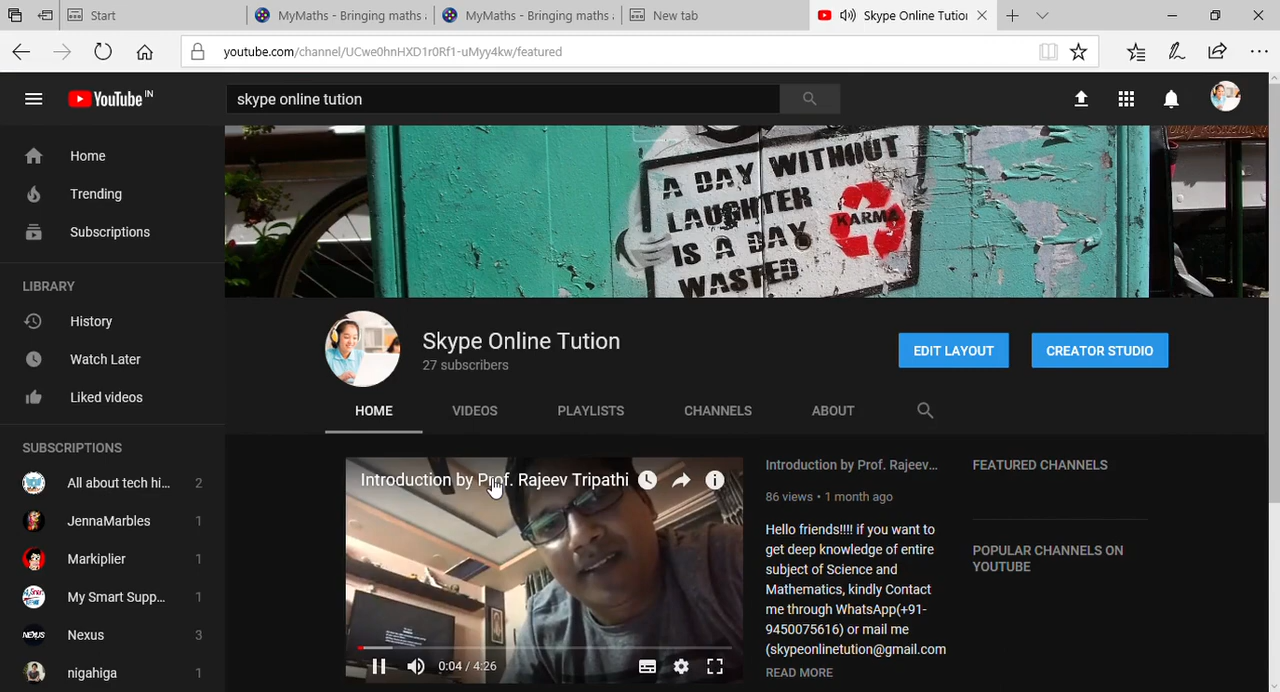 Start
MyMaths - Bringing maths a
MyMaths - Bringing maths a
New tab
Skype Online Tution
youtube.com/channel/UCwe0hnHXD1r0Rf1-uMyy4kw/featured
YouTube IN
skype online tution
Home
Trending
Subscriptions
LIBRARY
History
Watch Later
Liked videos
SUBSCRIPTIONS
All about tech hi... 2
JennaMarbles 1
Markiplier 1
My Smart Supp... 1
Nexus 3
nigahiga 1
A DAY WITHOUT
LAUGHTER
IS A DAY
WASTED
KARMA
Skype Online Tution
27 subscribers
EDIT LAYOUT
CREATOR STUDIO
HOME VIDEOS PLAYLISTS CHANNELS ABOUT
Introduction by Prof. Rajeev Tripathi
0:04 / 4:26
Introduction by Prof. Rajeev...
86 views • 1 month ago
Hello friends!!!! if you want to
get deep knowledge of entire
subject of Science and
Mathematics, kindly Contact
me through WhatsApp(+91-
9450075616) or mail me
(skypeonlinetution@gmail.com
READ MORE
FEATURED CHANNELS
POPULAR CHANNELS ON
YOUTUBE